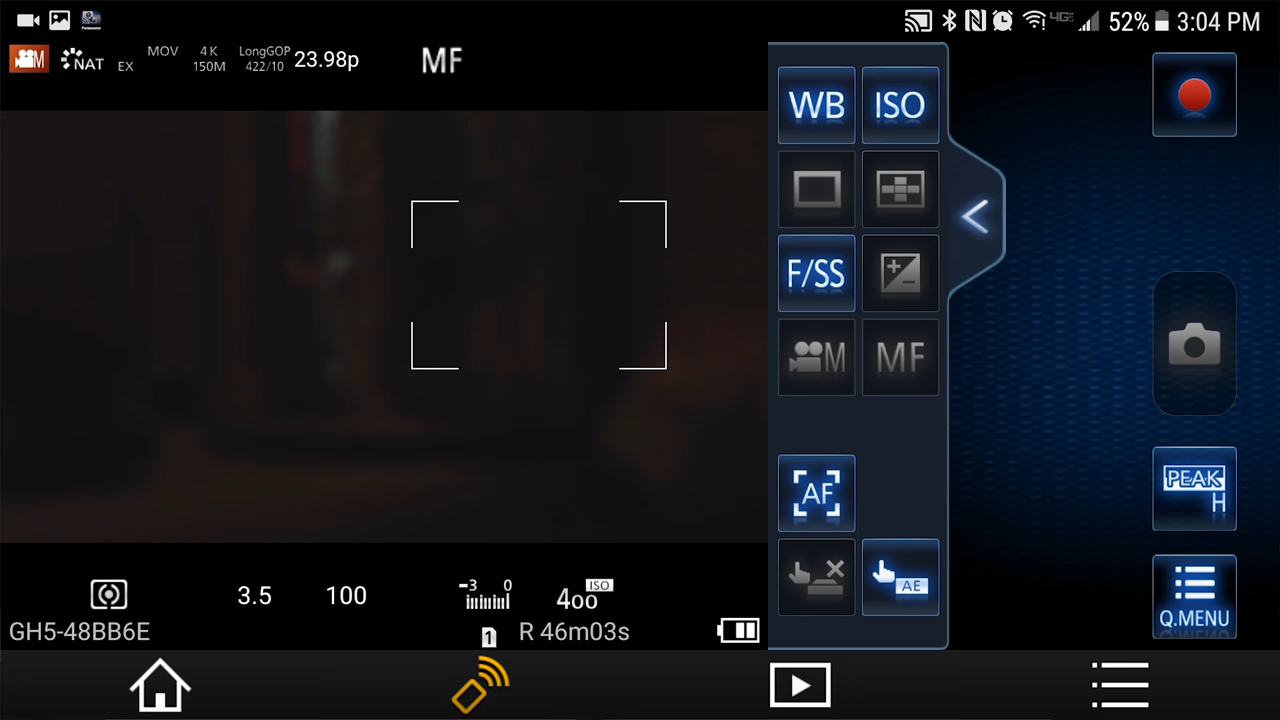 4G 52% 3:04 PM
M NAT EX MOV 4K 150M LongGOP 422/10 23.98p MF
WB ISO
F/SS
M MF
AF
PEAK H
AE
3.5 100 -3 0 400 ISO
Q.MENU
GH5-48BB6E 1 R 46m03s